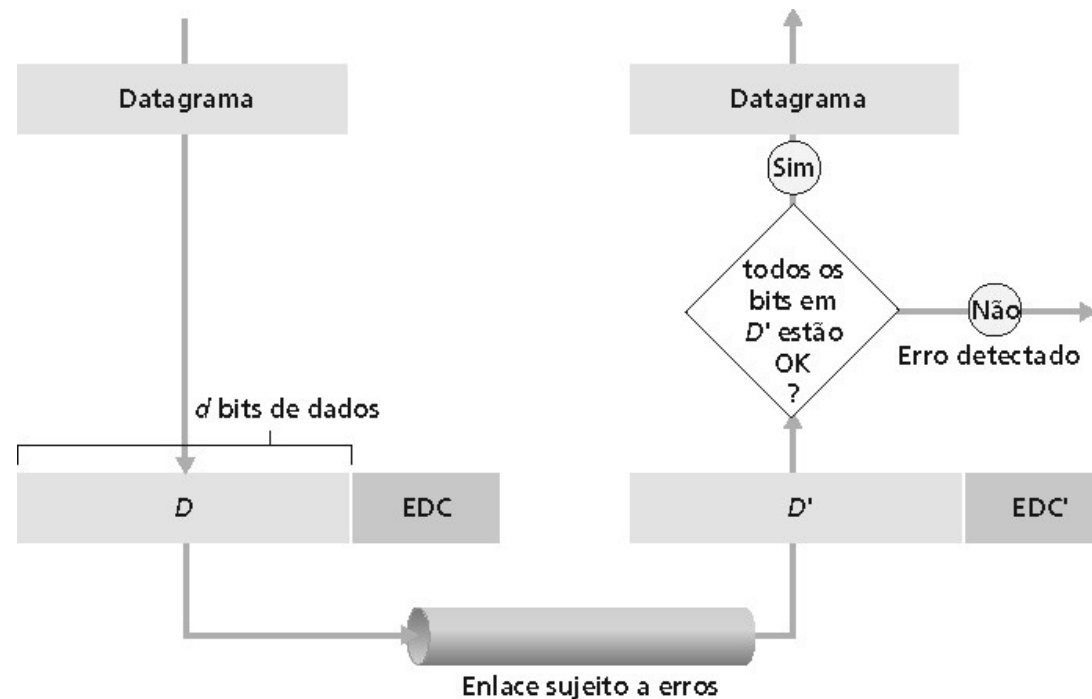 Datagrama
Datagrama
Sim
todos os
bits em
D' estão
OK
?
Não
Erro detectado
d bits de dados
D
EDC
D'
EDC'
Enlace sujeito a erros